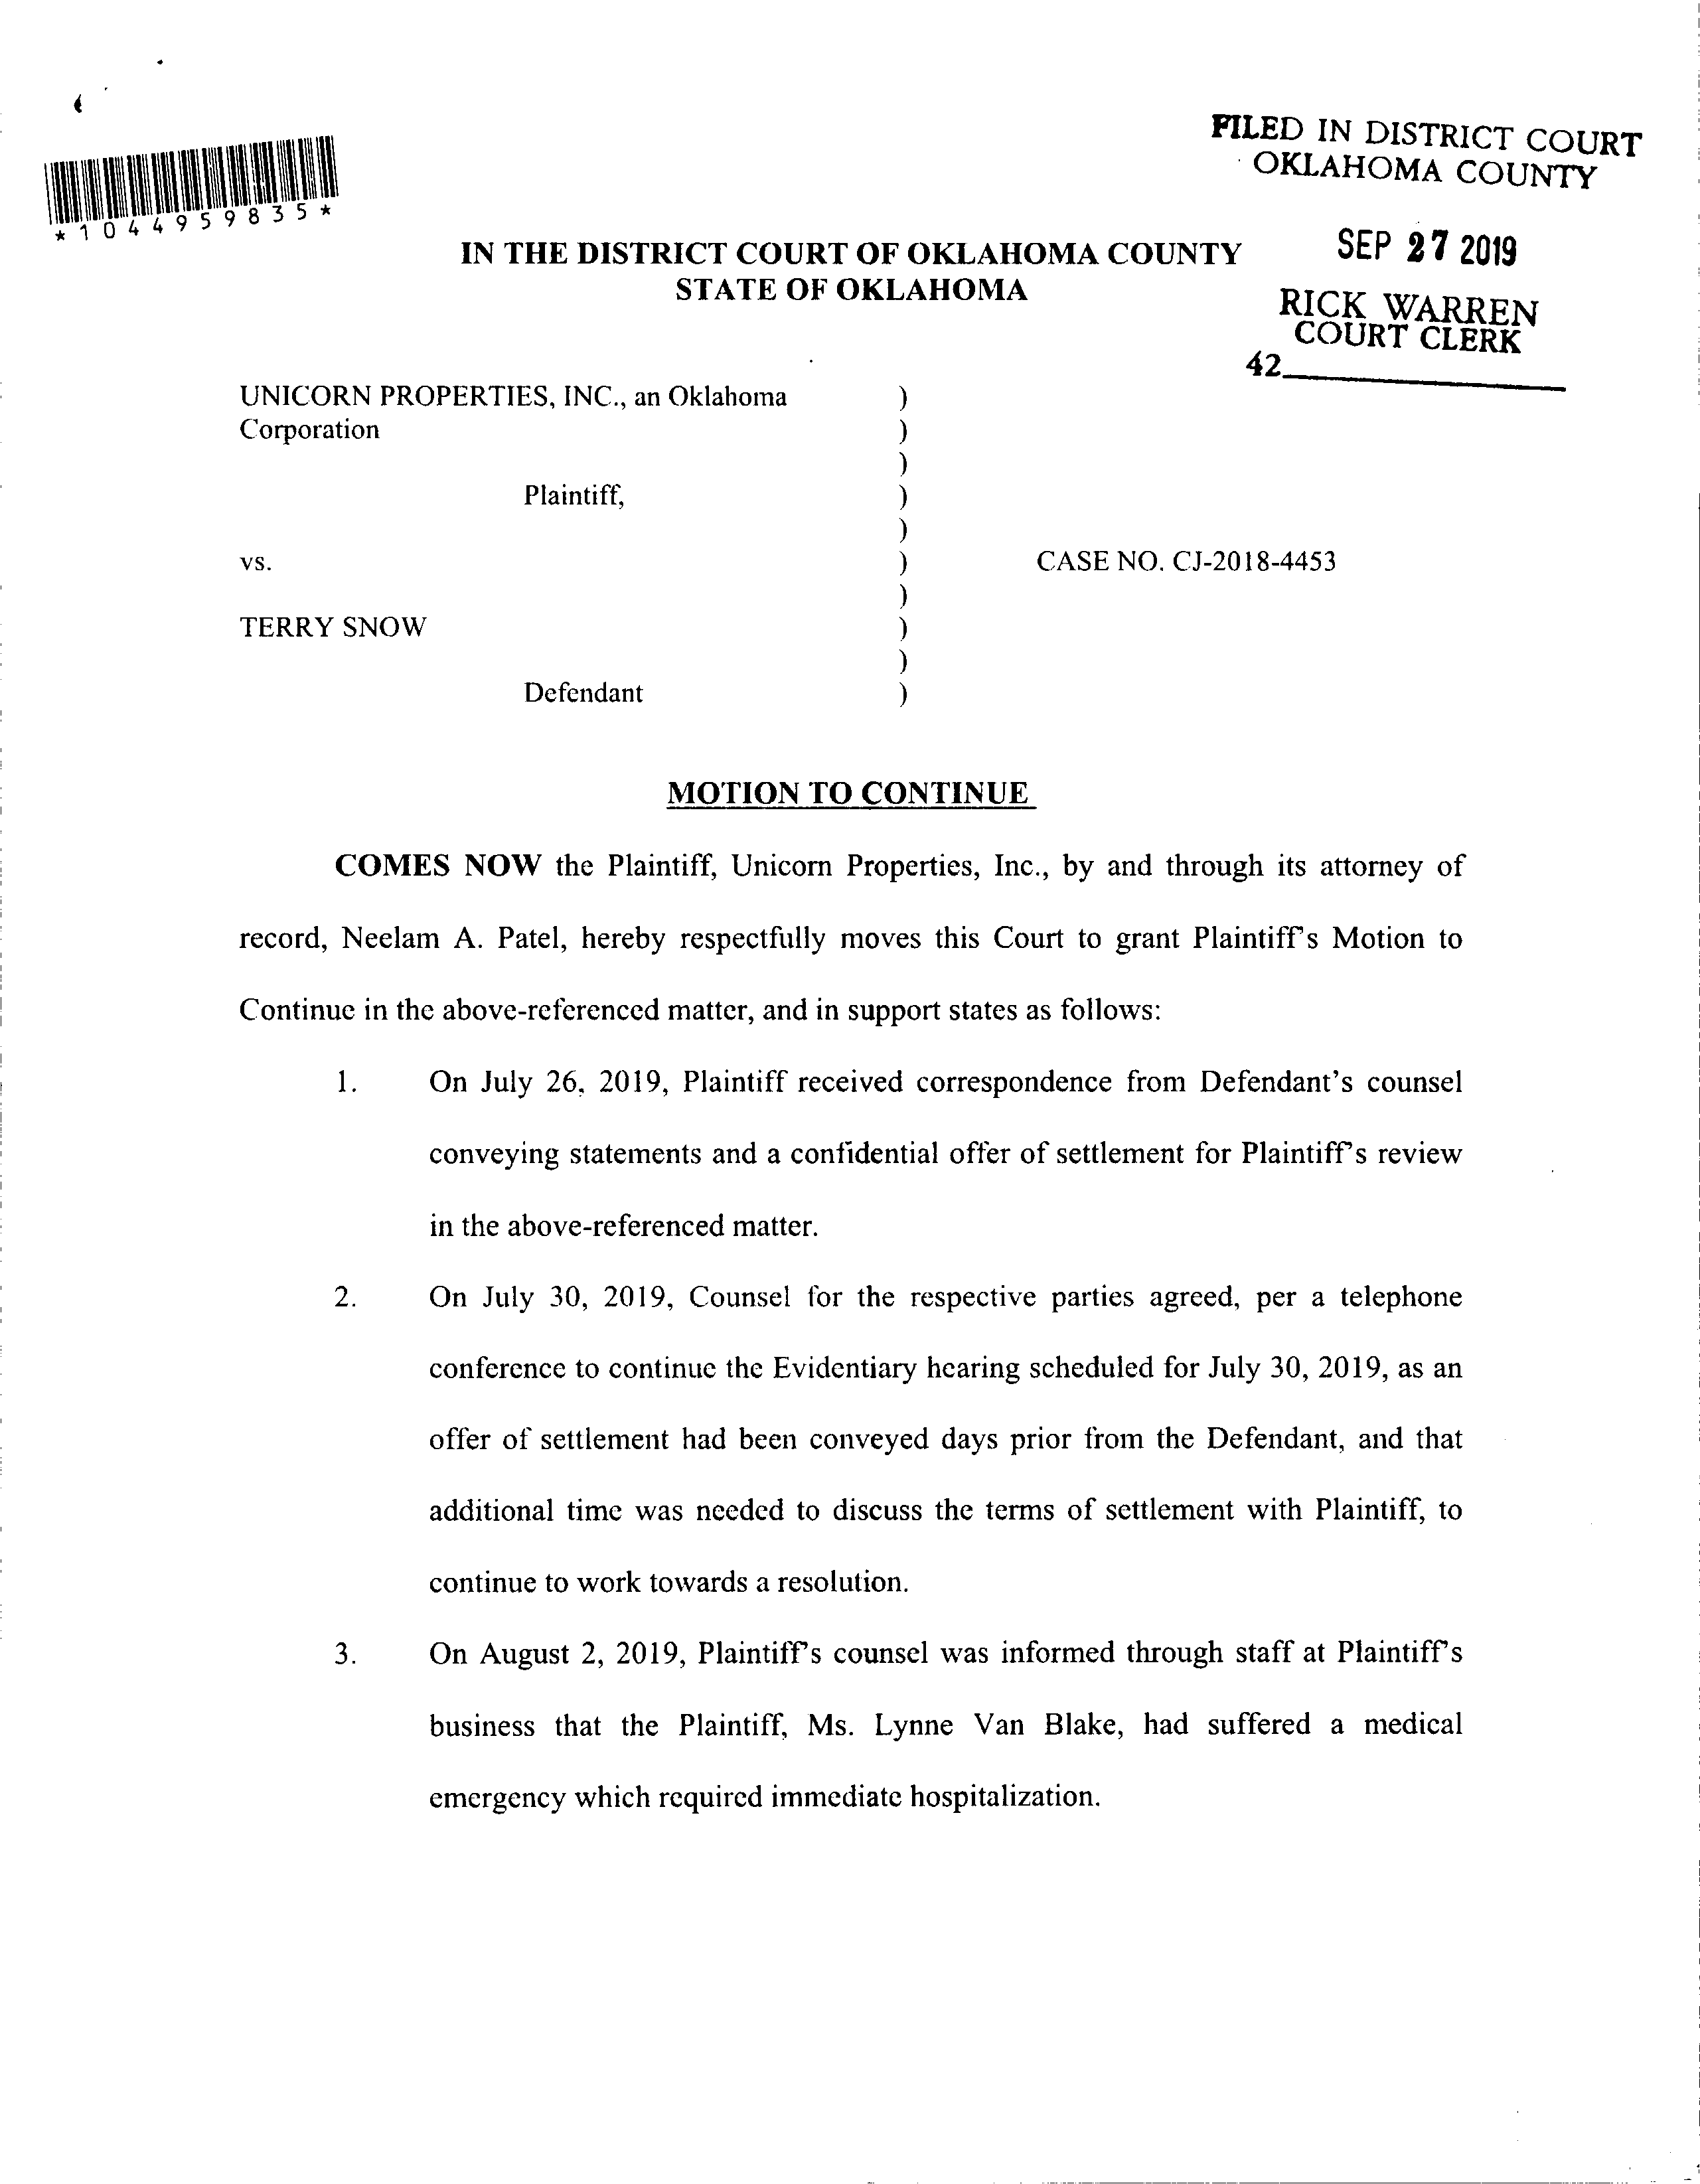 FILED IN DISTRICT COURT
OKLAHOMA COUNTY
*1044959835*
SEP 27 2019
IN THE DISTRICT COURT OF OKLAHOMA COUNTY
STATE OF OKLAHOMA
RICK WARREN
COURT CLERK
42
UNICORN PROPERTIES, INC., an Oklahoma )
Corporation )
)
Plaintiff, )
)
vs. ) CASE NO. CJ-2018-4453
)
TERRY SNOW )
)
Defendant )
MOTION TO CONTINUE
COMES NOW the Plaintiff, Unicorn Properties, Inc., by and through its attorney of
record, Neelam A. Patel, hereby respectfully moves this Court to grant Plaintiff's Motion to
Continue in the above-referenced matter, and in support states as follows:
1. On July 26, 2019, Plaintiff received correspondence from Defendant's counsel
conveying statements and a confidential offer of settlement for Plaintiff's review
in the above-referenced matter.
2. On July 30, 2019, Counsel for the respective parties agreed, per a telephone
conference to continue the Evidentiary hearing scheduled for July 30, 2019, as an
offer of settlement had been conveyed days prior from the Defendant, and that
additional time was needed to discuss the terms of settlement with Plaintiff, to
continue to work towards a resolution.
3. On August 2, 2019, Plaintiff's counsel was informed through staff at Plaintiff's
business that the Plaintiff, Ms. Lynne Van Blake, had suffered a medical
emergency which required immediate hospitalization.